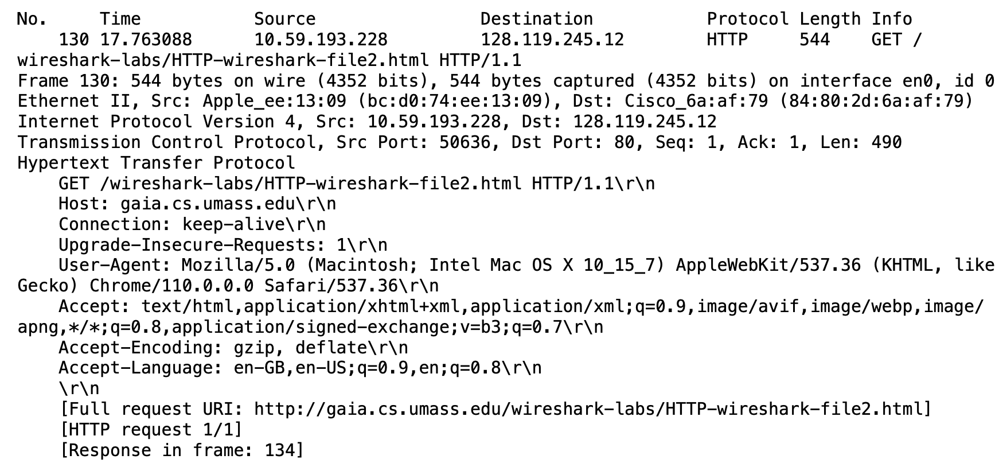 No.     Time           Source                Destination           Protocol Length Info
    130 17.763088      10.59.193.228         128.119.245.12        HTTP     544    GET /
wireshark-labs/HTTP-wireshark-file2.html HTTP/1.1
Frame 130: 544 bytes on wire (4352 bits), 544 bytes captured (4352 bits) on interface en0, id 0
Ethernet II, Src: Apple_ee:13:09 (bc:d0:74:ee:13:09), Dst: Cisco_6a:af:79 (84:80:2d:6a:af:79)
Internet Protocol Version 4, Src: 10.59.193.228, Dst: 128.119.245.12
Transmission Control Protocol, Src Port: 50636, Dst Port: 80, Seq: 1, Ack: 1, Len: 490
Hypertext Transfer Protocol
    GET /wireshark-labs/HTTP-wireshark-file2.html HTTP/1.1\r\n
    Host: gaia.cs.umass.edu\r\n
    Connection: keep-alive\r\n
    Upgrade-Insecure-Requests: 1\r\n
    User-Agent: Mozilla/5.0 (Macintosh; Intel Mac OS X 10_15_7) AppleWebKit/537.36 (KHTML, like
Gecko) Chrome/110.0.0.0 Safari/537.36\r\n
    Accept: text/html,application/xhtml+xml,application/xml;q=0.9,image/avif,image/webp,image/
apng,*/*;q=0.8,application/signed-exchange;v=b3;q=0.7\r\n
    Accept-Encoding: gzip, deflate\r\n
    Accept-Language: en-GB,en-US;q=0.9,en;q=0.8\r\n
    \r\n
    [Full request URI: http://gaia.cs.umass.edu/wireshark-labs/HTTP-wireshark-file2.html]
    [HTTP request 1/1]
    [Response in frame: 134]